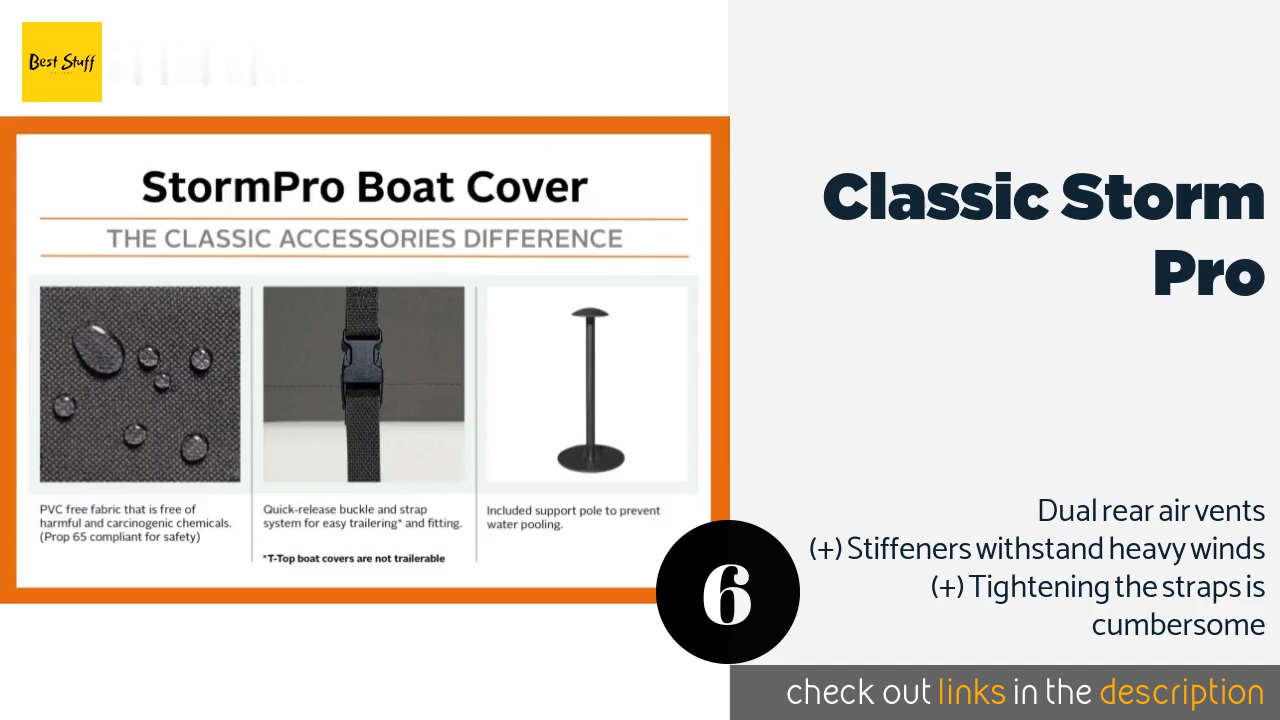 Best Stuff
StormPro Boat Cover
THE CLASSIC ACCESSORIES DIFFERENCE
PVC free fabric that is free of
harmful and carcinogenic chemicals.
(Prop 65 compliant for safety)
Quick-release buckle and strap
system for easy trailering* and fitting.
*T-Top boat covers are not trailerable
Included support pole to prevent
water pooling.
6
Classic Storm
Pro
Dual rear air vents
(+) Stiffeners withstand heavy winds
(+) Tightening the straps is
cumbersome
check out links in the description